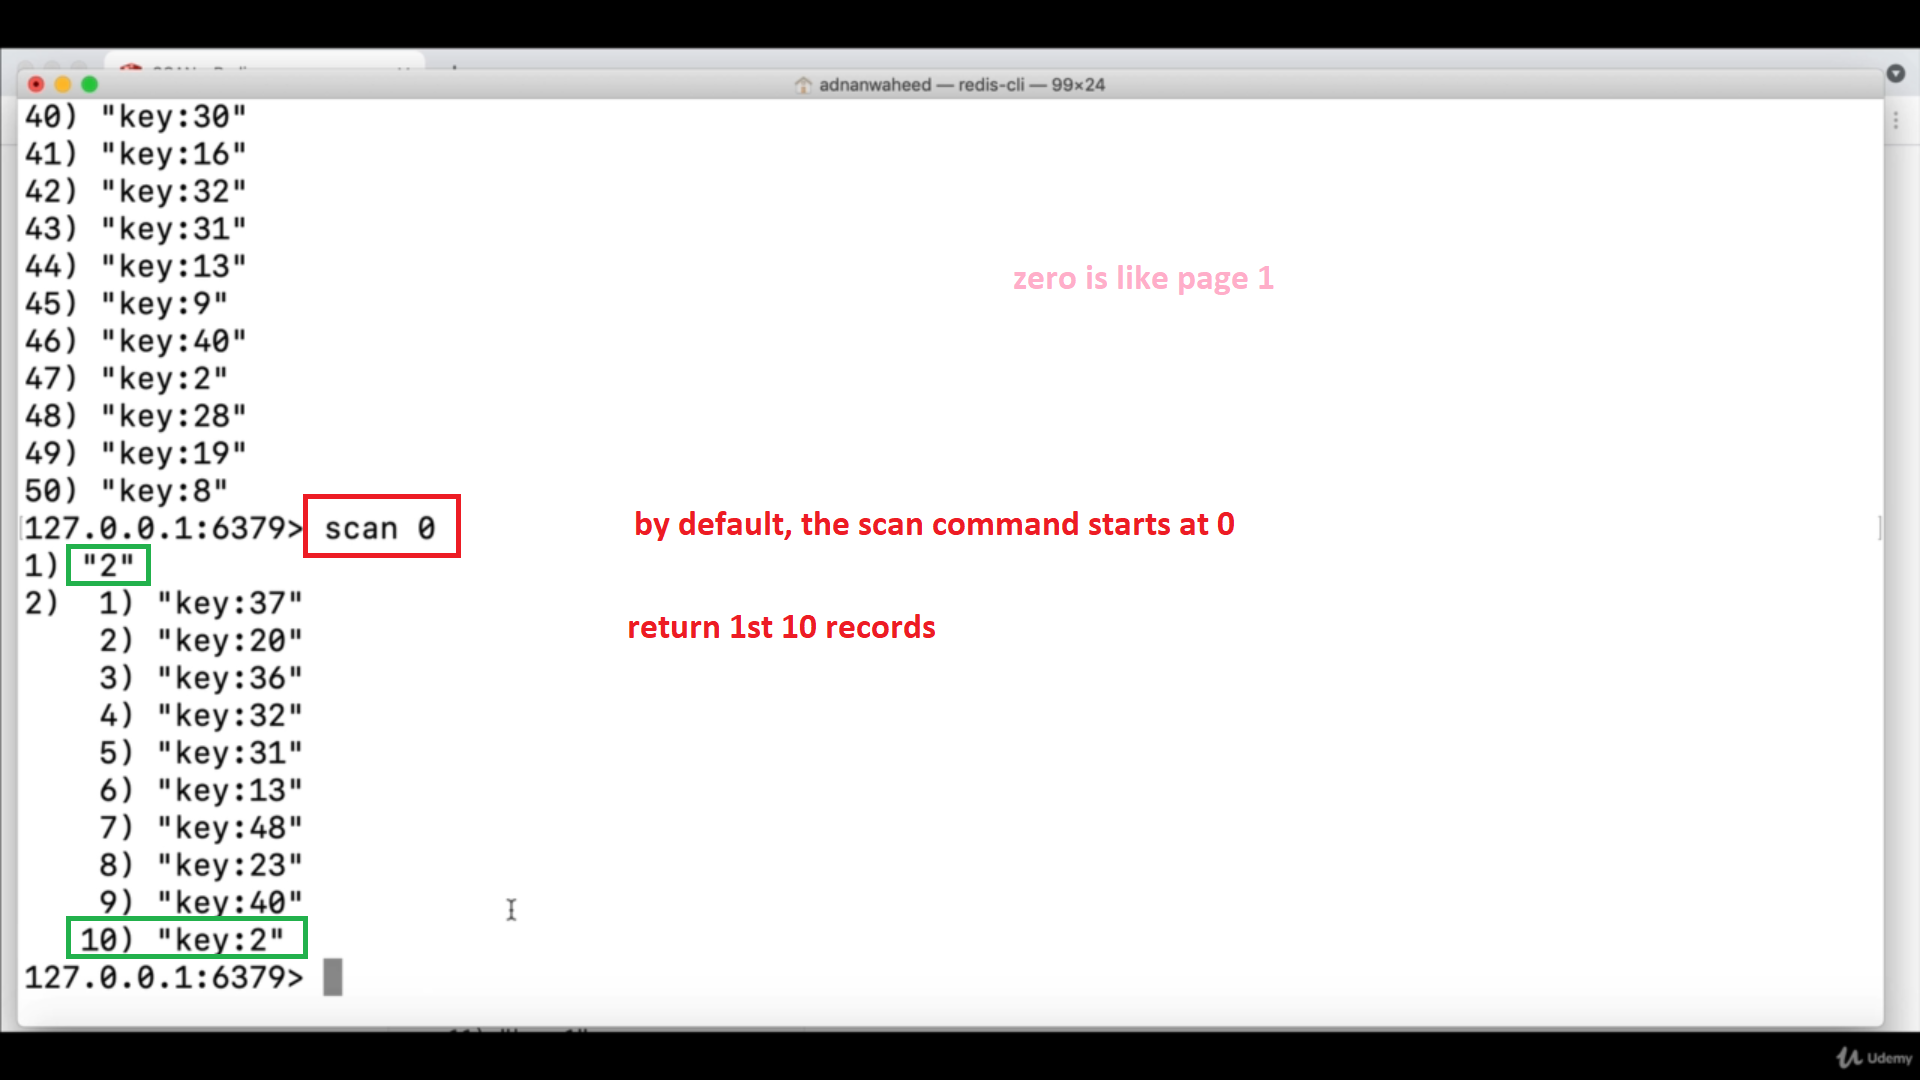 adnanwaheed — redis-cli — 99×24
40) "key:30"
41) "key:16"
42) "key:32"
43) "key:31"
44) "key:13"
zero is like page 1
45) "key:9"
46) "key:40"
47) "key:2"
48) "key:28"
49) "key:19"
50) "key:8"
127.0.0.1:6379> scan 0
by default, the scan command starts at 0
1) "2"
2) 1) "key:37"
return 1st 10 records
2) "key:20"
3) "key:36"
4) "key:32"
5) "key:31"
6) "key:13"
7) "key:48"
8) "key:23"
9) "key:40"
10) "key:2"
127.0.0.1:6379>
Udemy